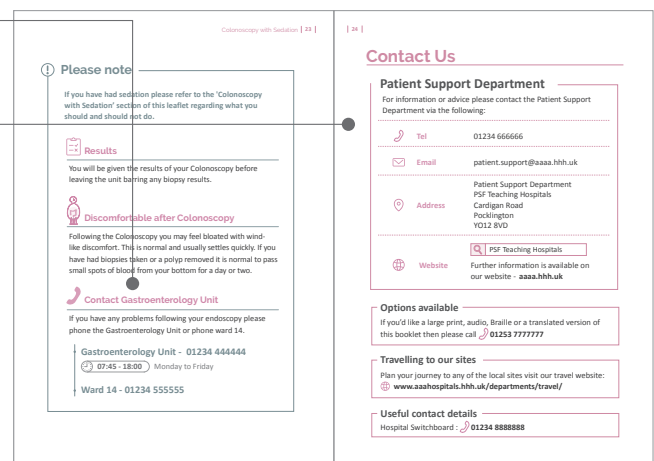 Colonoscopy with Sedation | 23 |
Please note
If you have had sedation please refer to the 'Colonoscopy
with Sedation' section of this leaflet regarding what you
should and should not do.
Results
You will be given the results of your Colonoscopy before
leaving the unit barring any biopsy results.
Discomfortable after Colonoscopy
Following the Colonoscopy you may feel bloated with wind-
like discomfort. This is normal and usually settles quickly. If you
have had biopsies taken or a polyp removed it is normal to pass
small spots of blood from your bottom for a day or two.
Contact Gastroenterology Unit
If you have any problems following your endoscopy please
phone the Gastroenterology Unit or phone ward 14.
Gastroenterology Unit - 01234 444444
07:45 - 18:00 Monday to Friday
Ward 14 - 01234 555555
| 24 |
Contact Us
Patient Support Department
For information or advice please contact the Patient Support
Department via the following:
Tel 01234 666666
Email patient.support@aaaa.hhh.uk
Address
Patient Support Department
PSF Teaching Hospitals
Cardigan Road
Pocklington
YO12 8VD
Website
PSF Teaching Hospitals
Further information is available on
our website - aaaa.hhh.uk
Options available
If you'd like a large print, audio, Braille or a translated version of
this booklet then please call 01253 7777777
Travelling to our sites
Plan your journey to any of the local sites visit our travel website:
www.aaahospitals.hhh.uk/departments/travel/
Useful contact details
Hospital Switchboard : 01234 8888888